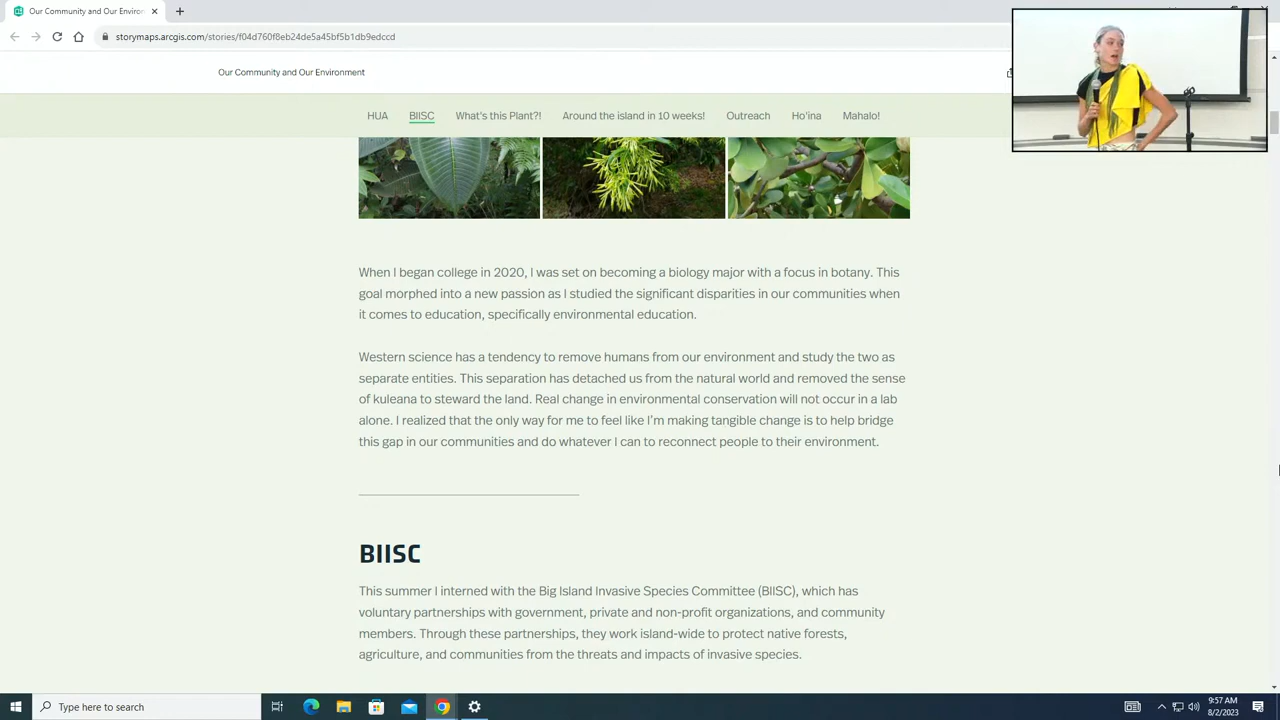 Our Community and Our Environ
storymaps.arcgis.com/stories/f04d760f8eb24de5a45bf5b1db9edccd
Our Community and Our Environment
HUA BIISC What's this Plant?! Around the island in 10 weeks! Outreach Ho'ina Mahalo!
When I began college in 2020, I was set on becoming a biology major with a focus in botany. This
goal morphed into a new passion as I studied the significant disparities in our communities when
it comes to education, specifically environmental education.
Western science has a tendency to remove humans from our environment and study the two as
separate entities. This separation has detached us from the natural world and removed the sense
of kuleana to steward the land. Real change in environmental conservation will not occur in a lab
alone. I realized that the only way for me to feel like I'm making tangible change is to help bridge
this gap in our communities and do whatever I can to reconnect people to their environment.
BIISC
This summer I interned with the Big Island Invasive Species Committee (BIISC), which has
voluntary partnerships with government, private and non-profit organizations, and community
members. Through these partnerships, they work island-wide to protect native forests,
agriculture, and communities from the threats and impacts of invasive species.
Type here to search
9:57 AM
8/2/2023